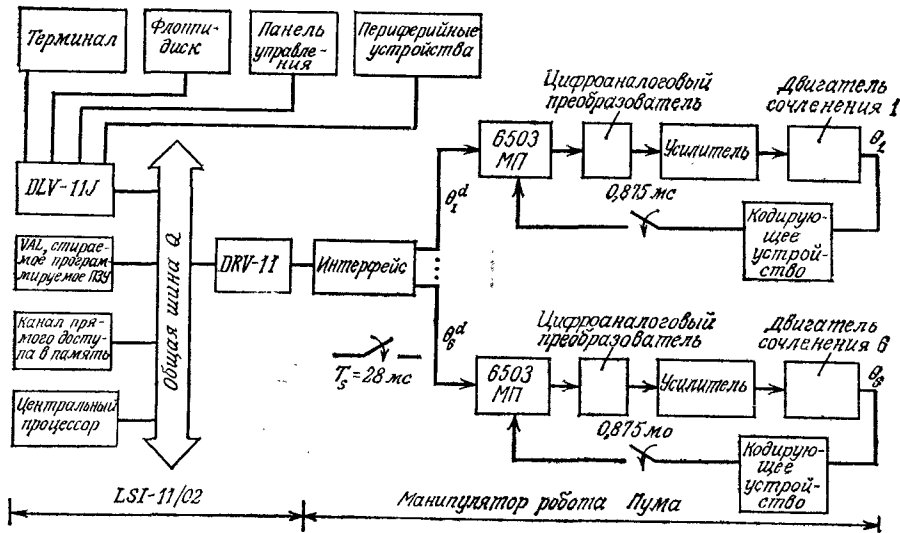 Терминал
Флоппи-
диск
Панель
управле-
ния
Периферийные
устройства
DLV-11J
VAL, стирае-
мое програм-
мируемое ПЗУ
Канал пря-
мого досту-
па в память
Центральный
процессор
Общая шина Q
DRV-11
Интерфейс
T_s = 28 мс
θ_1^d
θ_6^d
Цифроаналоговый
преобразователь
Двигатель
сочленения 1
6503
МП
Усилитель
θ_1
0,875 мс
Кодирую-
щее
устрой-
ство
Цифроаналоговый
преобразователь
Двигатель
сочленения 6
6503
МП
Усилитель
θ_6
0,875 мо
Кодирую-
щее
устрой-
ство
LSI-11/02
Манипулятор робота Пума